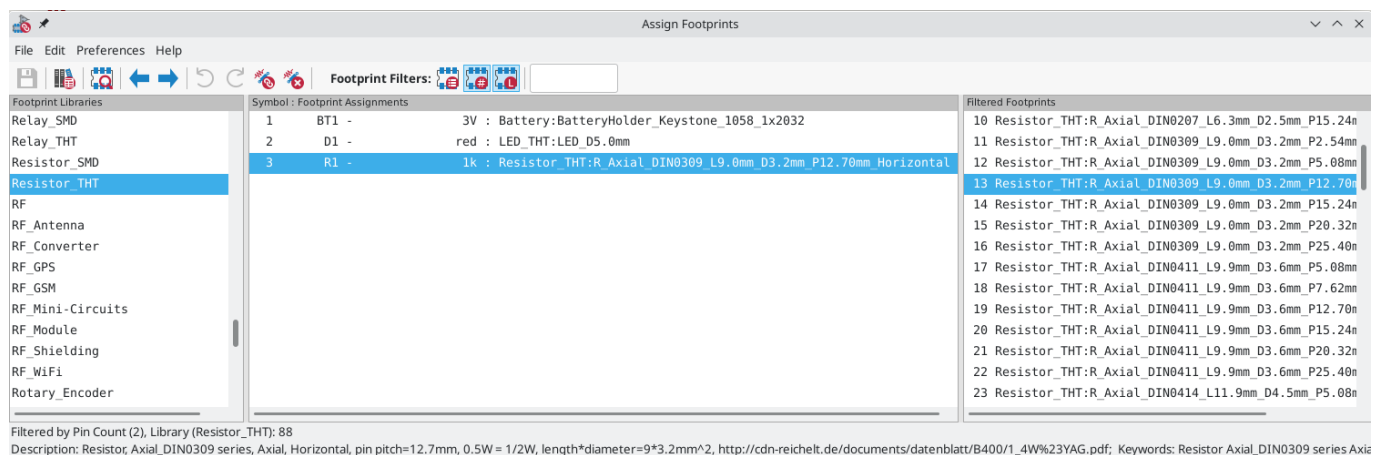 Assign Footprints
File Edit Preferences Help
Footprint Filters:
Footprint Libraries
Relay_SMD
Relay_THT
Resistor_SMD
Resistor_THT
RF
RF_Antenna
RF_Converter
RF_GPS
RF_GSM
RF_Mini-Circuits
RF_Module
RF_Shielding
RF_WiFi
Rotary_Encoder
Symbol : Footprint Assignments
1 BT1 - 3V : Battery:BatteryHolder_Keystone_1058_1x2032
2 D1 - red : LED_THT:LED_D5.0mm
3 R1 - 1k : Resistor_THT:R_Axial_DIN0309_L9.0mm_D3.2mm_P12.70mm_Horizontal
Filtered Footprints
10 Resistor_THT:R_Axial_DIN0207_L6.3mm_D2.5mm_P15.24m
11 Resistor_THT:R_Axial_DIN0309_L9.0mm_D3.2mm_P2.54mm
12 Resistor_THT:R_Axial_DIN0309_L9.0mm_D3.2mm_P5.08mm
13 Resistor_THT:R_Axial_DIN0309_L9.0mm_D3.2mm_P12.70m
14 Resistor_THT:R_Axial_DIN0309_L9.0mm_D3.2mm_P15.24m
15 Resistor_THT:R_Axial_DIN0309_L9.0mm_D3.2mm_P20.32m
16 Resistor_THT:R_Axial_DIN0309_L9.0mm_D3.2mm_P25.40m
17 Resistor_THT:R_Axial_DIN0411_L9.9mm_D3.6mm_P5.08mm
18 Resistor_THT:R_Axial_DIN0411_L9.9mm_D3.6mm_P7.62mm
19 Resistor_THT:R_Axial_DIN0411_L9.9mm_D3.6mm_P12.70m
20 Resistor_THT:R_Axial_DIN0411_L9.9mm_D3.6mm_P15.24m
21 Resistor_THT:R_Axial_DIN0411_L9.9mm_D3.6mm_P20.32m
22 Resistor_THT:R_Axial_DIN0411_L9.9mm_D3.6mm_P25.40m
23 Resistor_THT:R_Axial_DIN0414_L11.9mm_D4.5mm_P5.08m
Filtered by Pin Count (2), Library (Resistor_THT): 88
Description: Resistor, Axial_DIN0309 series, Axial, Horizontal, pin pitch=12.7mm, 0.5W = 1/2W, length*diameter=9*3.2mm^2, http://cdn-reichelt.de/documents/datenblatt/B400/1_4W%23YAG.pdf; Keywords: Resistor Axial_DIN0309 series Axia